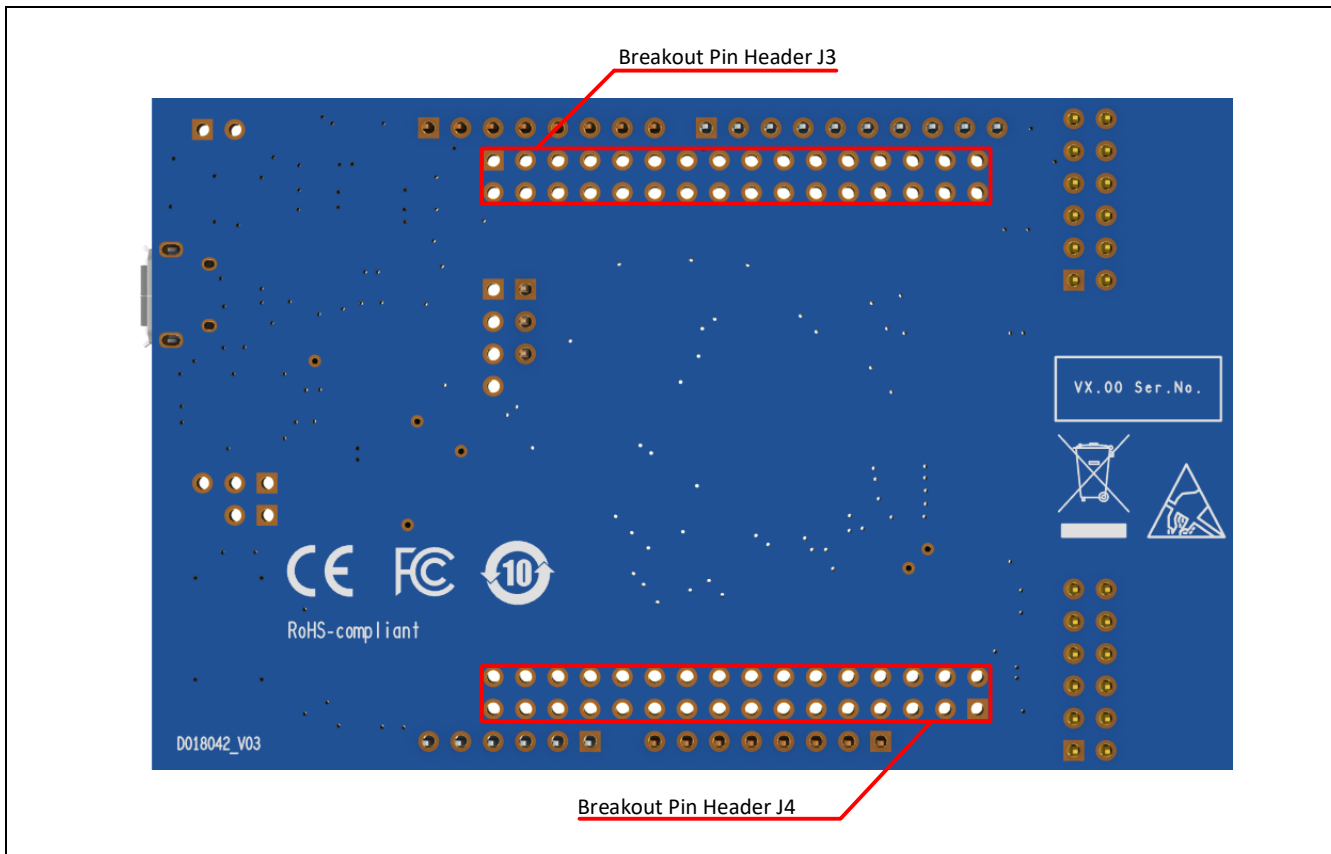 Breakout Pin Header J3
VX.00 Ser.No.
CE FC 10
RoHS-compliant
D018042_V03
Breakout Pin Header J4